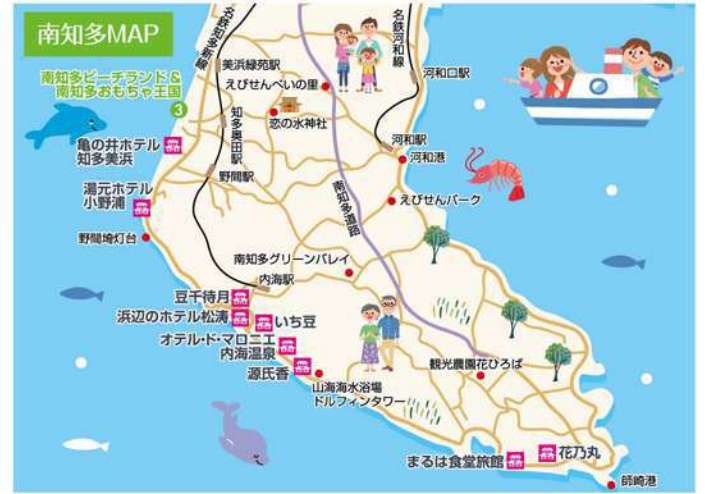 南知多MAP
名鉄知多新線
名鉄河和線
美浜緑苑駅
河和口駅
南知多ビーチランド&
南知多おもちゃ王国
3
えびせんべいの里
恋の水神社
知多奥田駅
亀の井ホテル
知多美浜
河和駅
河和港
野間駅
湯元ホテル
小野浦
南知多道路
えびせんパーク
野間埼灯台
南知多グリーンバレイ
内海駅
豆千待月
浜辺のホテル松涛
いち豆
オテル・ド・マロニエ
内海温泉
源氏香
山海海水浴場
ドルフィンタワー
観光農園花ひろば
まるは食堂旅館
花乃丸
師崎港